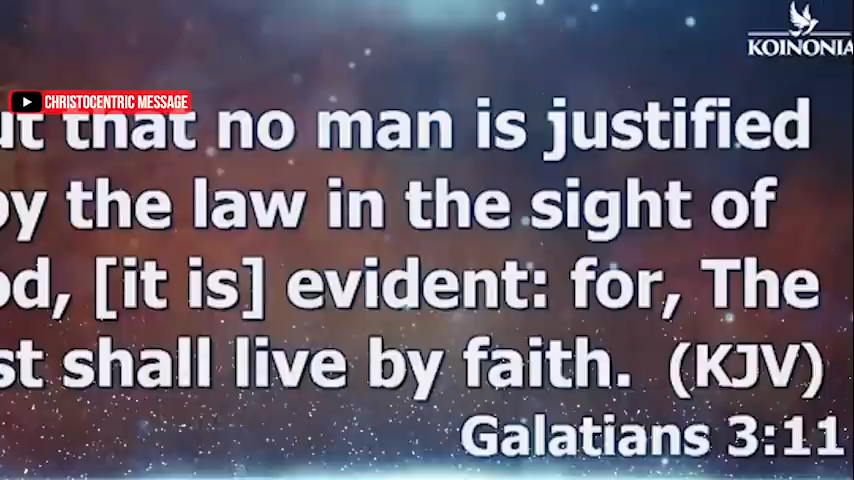 KOINONIA
CHRISTOCENTRIC MESSAGE
ut that no man is justified
y the law in the sight of
od, [it is] evident: for, The
st shall live by faith. (KJV)
Galatians 3:11